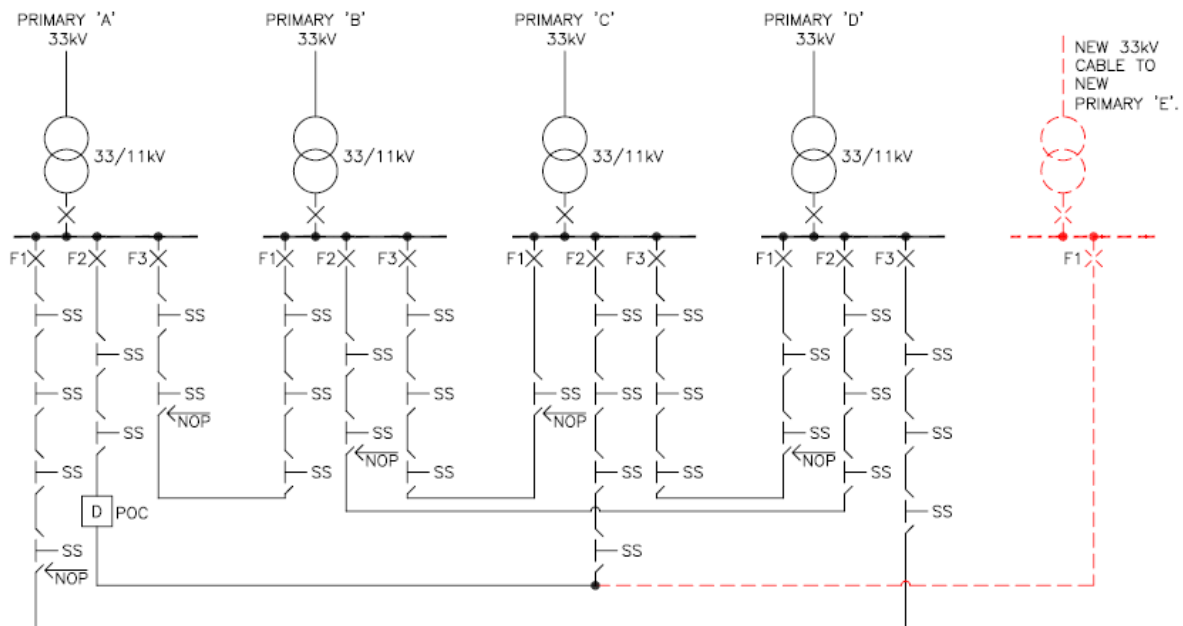 PRIMARY 'A'
33kV
PRIMARY 'B'
33kV
PRIMARY 'C'
33kV
PRIMARY 'D'
33kV
NEW 33kV
CABLE TO
NEW
PRIMARY 'E'.
33/11kV
33/11kV
33/11kV
33/11kV
F1 F2 F3 F1 F2 F3 F1 F2 F3 F1 F2 F3 F1
SS SS SS SS SS SS
SS SS SS SS SS
SS SS SS SS SS SS SS
NOP NOP
SS SS SS SS
NOP NOP
SS SS SS SS SS SS
D POC
SS
SS SS
NOP